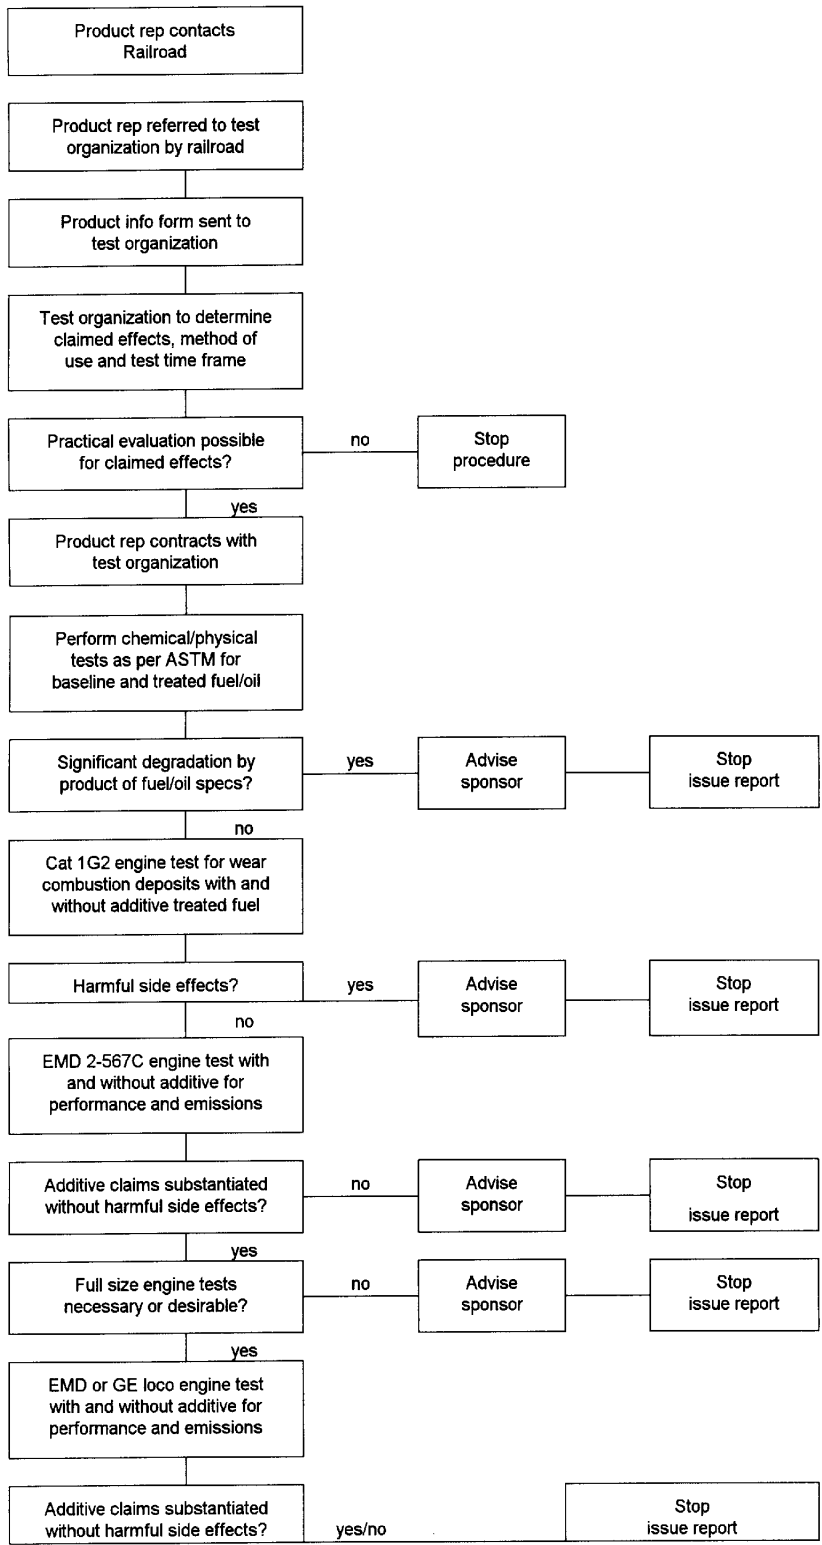 Product rep contacts
Railroad
Product rep referred to test
organization by railroad
Product info form sent to
test organization
Test organization to determine
claimed effects, method of
use and test time frame
Practical evaluation possible
for claimed effects?
no
Stop
procedure
yes
Product rep contracts with
test organization
Perform chemical/physical
tests as per ASTM for
baseline and treated fuel/oil
Significant degradation by
product of fuel/oil specs?
yes
Advise
sponsor
Stop
issue report
no
Cat 1G2 engine test for wear
combustion deposits with and
without additive treated fuel
Harmful side effects?
yes
Advise
sponsor
Stop
issue report
no
EMD 2-567C engine test with
and without additive for
performance and emissions
Additive claims substantiated
without harmful side effects?
no
Advise
sponsor
Stop
issue report
yes
Full size engine tests
necessary or desirable?
no
Advise
sponsor
Stop
issue report
yes
EMD or GE loco engine test
with and without additive for
performance and emissions
Additive claims substantiated
without harmful side effects?
yes/no
Stop
issue report